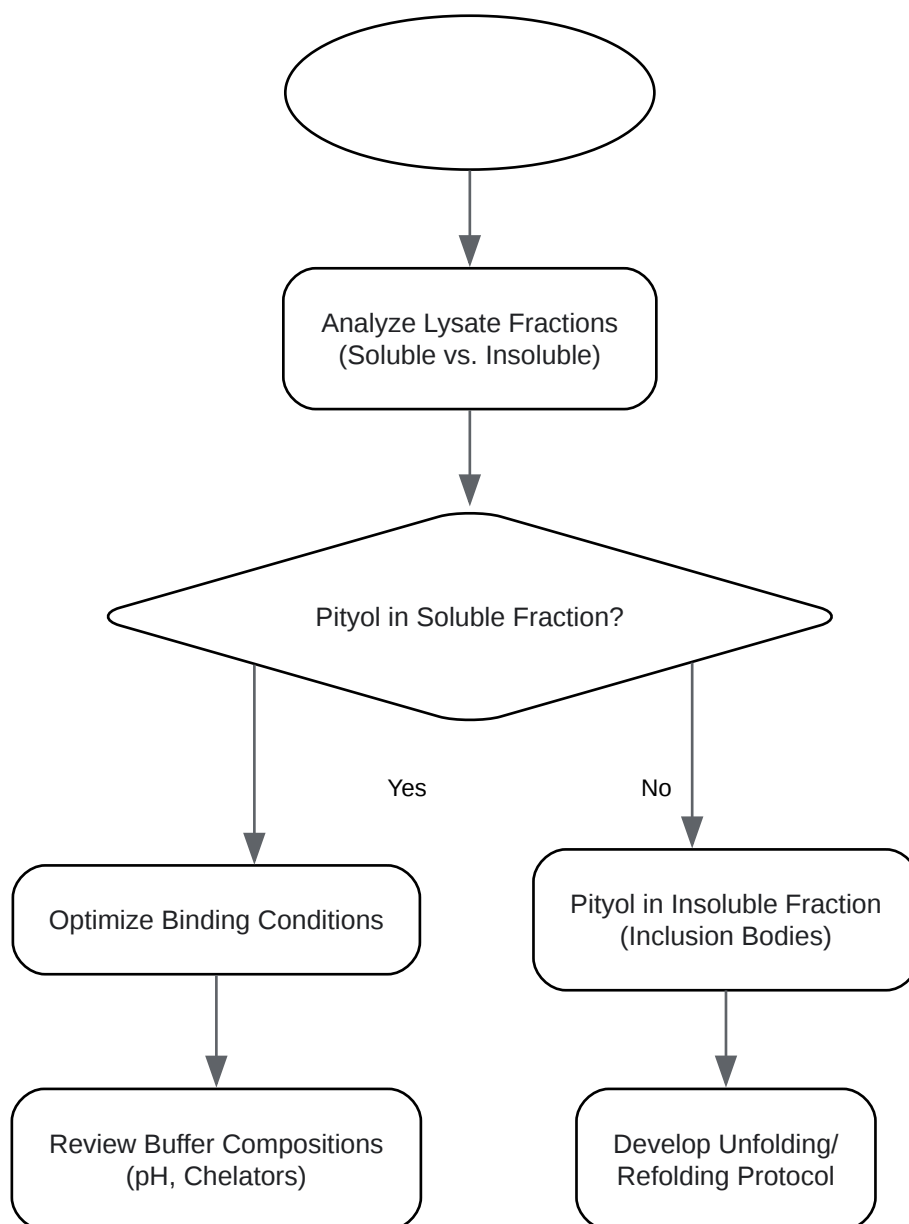 Analyze Lysate Fractions
(Soluble vs. Insoluble)
Pityol in Soluble Fraction?
Yes
No
Optimize Binding Conditions
Pityol in Insoluble Fraction
(Inclusion Bodies)
Review Buffer Compositions
(pH, Chelators)
Develop Unfolding/
Refolding Protocol